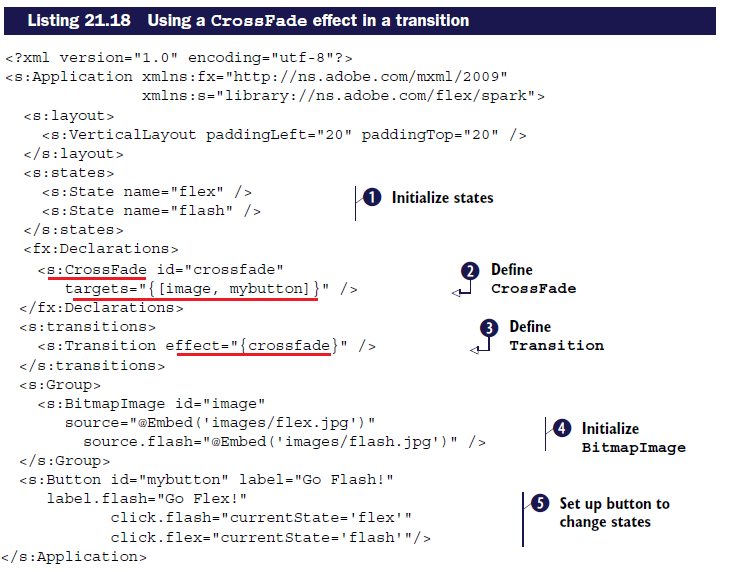 Listing 21.18 Using a CrossFade effect in a transition
<?xml version="1.0" encoding="utf-8"?>
<s:Application xmlns:fx="http://ns.adobe.com/mxml/2009"
xmlns:s="library://ns.adobe.com/flex/spark">
<s:layout>
<s:VerticalLayout paddingLeft="20" paddingTop="20" />
</s:layout>
<s:states>
<s:State name="flex" />
1 Initialize states
<s:State name="flash" />
</s:states>
<fx:Declarations>
<s:CrossFade id="crossfade"
2 Define
targets="{[image, mybutton]}" />
CrossFade
</fx:Declarations>
<s:transitions>
3 Define
<s:Transition effect="{crossfade}" />
Transition
</s:transitions>
<s:Group>
<s:BitmapImage id="image"
source="@Embed('images/flex.jpg')"
4 Initialize
source.flash="@Embed('images/flash.jpg')" />
BitmapImage
</s:Group>
<s:Button id="mybutton" label="Go Flash!"
label.flash="Go Flex!"
5 Set up button to
click.flash="currentState='flex'"
change states
click.flex="currentState='flash'"/>
</s:Application>